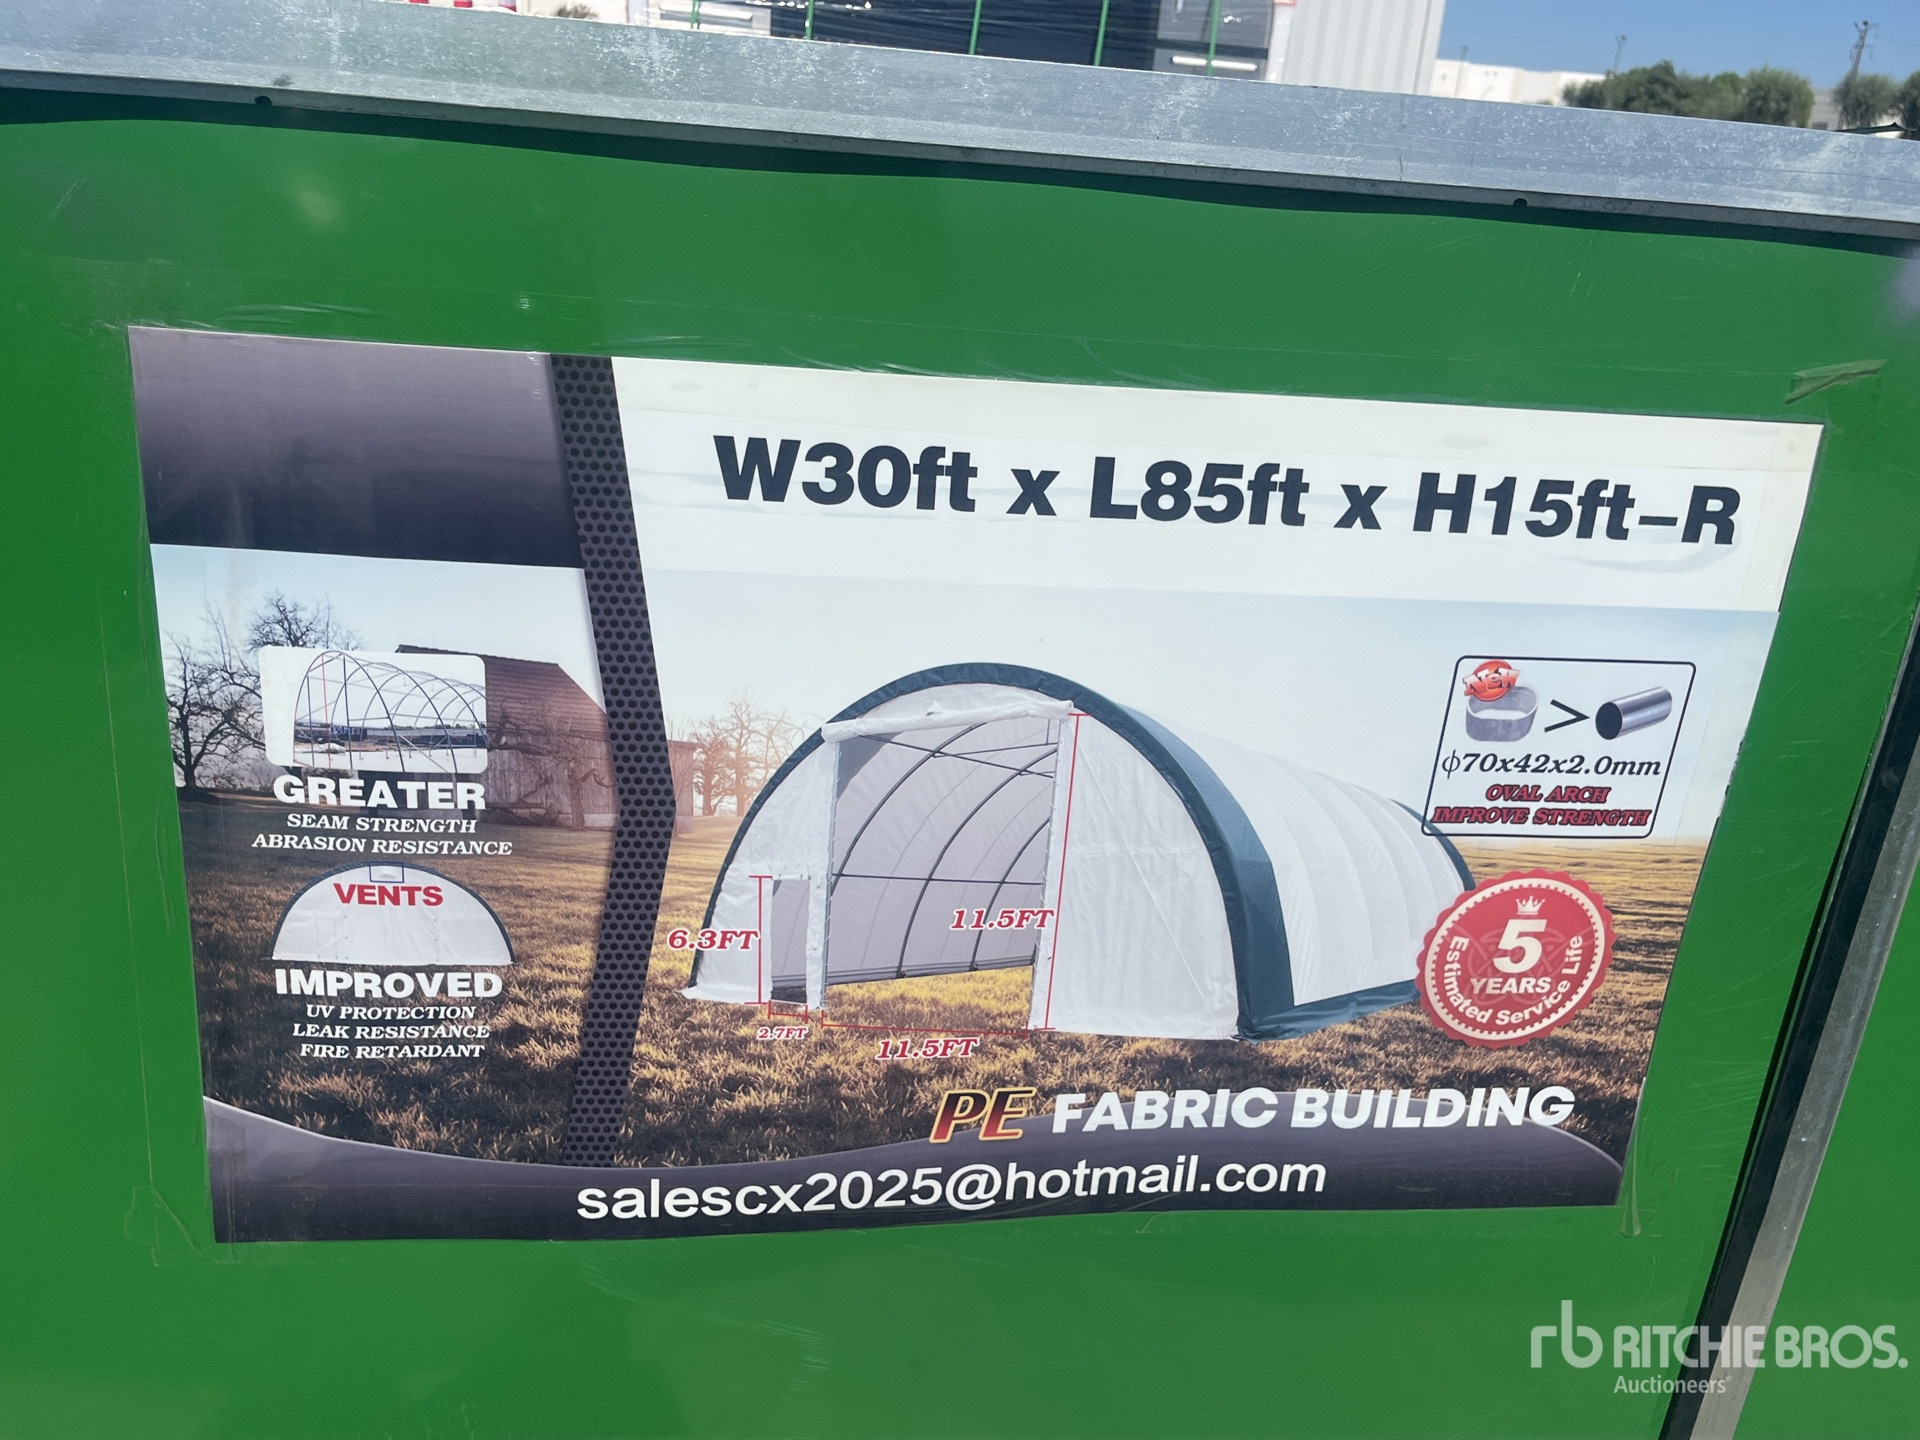 W30ft x L85ft x H15ft-R
NEW
>
ф70x42x2.0mm
OVAL ARCH
IMPROVE STRENGTH
GREATER
SEAM STRENGTH
ABRASION RESISTANCE
VENTS
IMPROVED
UV PROTECTION
LEAK RESISTANCE
FIRE RETARDANT
6.3FT
11.5FT
2.7FT
11.5FT
5
YEARS
Estimated Service Life
PE FABRIC BUILDING
salescx2025@hotmail.com
rb RITCHIE BROS.
Auctioneers